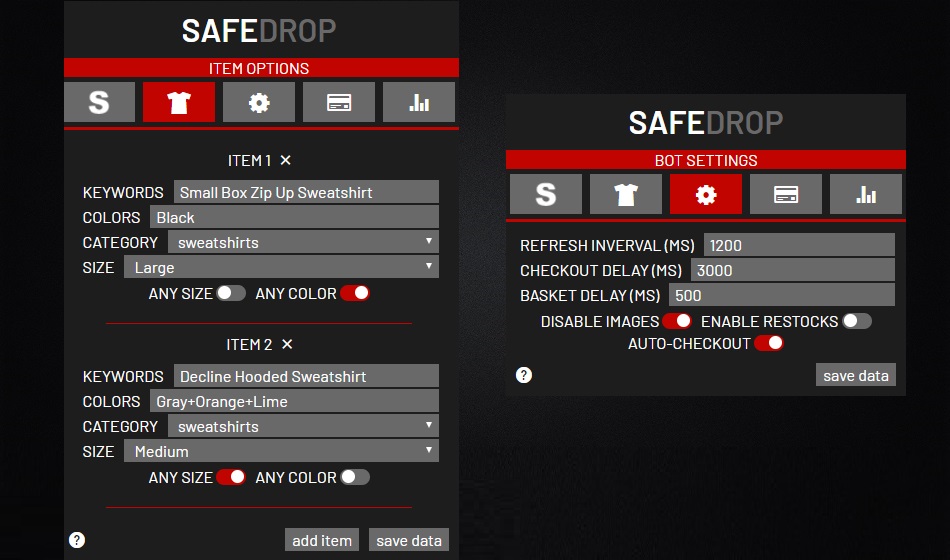 SAFEDROP
ITEM OPTIONS
S
ITEM 1 ✕
KEYWORDS Small Box Zip Up Sweatshirt
COLORS Black
CATEGORY sweatshirts
SIZE Large
ANY SIZE ANY COLOR
ITEM 2 ✕
KEYWORDS Decline Hooded Sweatshirt
COLORS Gray+Orange+Lime
CATEGORY sweatshirts
SIZE Medium
ANY SIZE ANY COLOR
? add item save data
SAFEDROP
BOT SETTINGS
S
REFRESH INVERVAL (MS) 1200
CHECKOUT DELAY (MS) 3000
BASKET DELAY (MS) 500
DISABLE IMAGES ENABLE RESTOCKS
AUTO-CHECKOUT
? save data